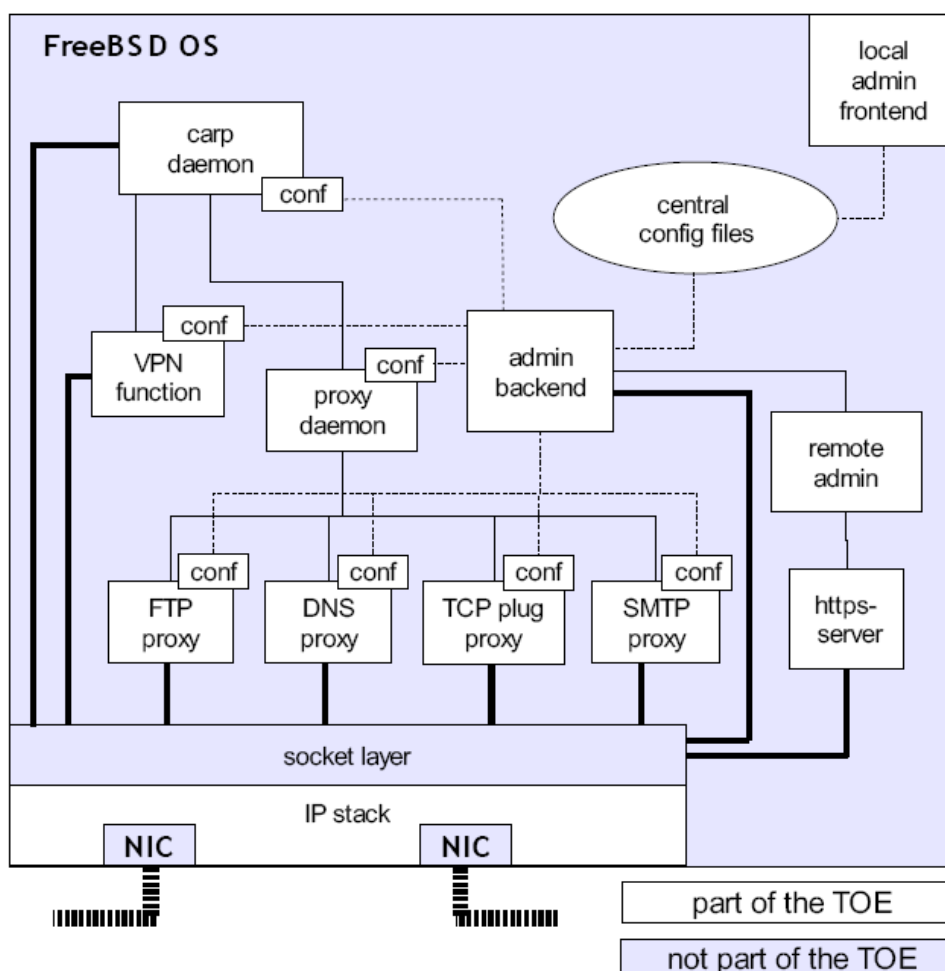 FreeBSD OS
local
admin
frontend
carp
daemon
conf
central
config files
conf
VPN
function
conf
proxy
daemon
admin
backend
remote
admin
conf
FTP
proxy
conf
DNS
proxy
conf
TCP plug
proxy
conf
SMTP
proxy
https-
server
socket layer
IP stack
NIC
NIC
part of the TOE
not part of the TOE